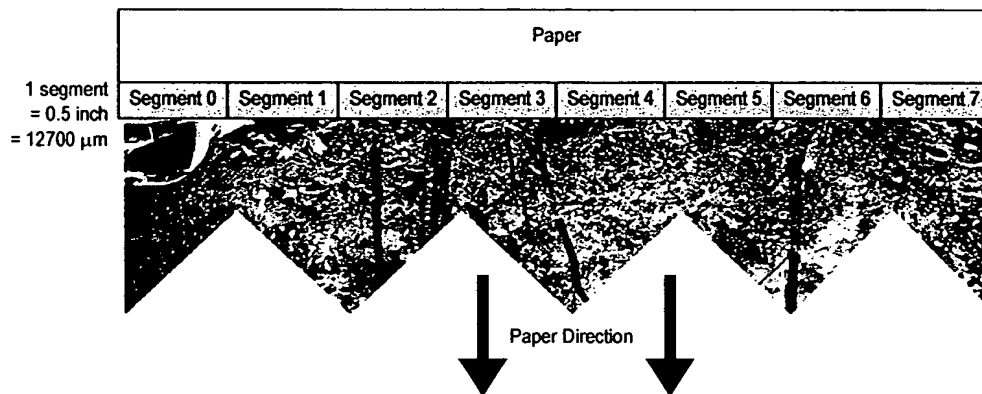 Paper
1 segment
= 0.5 inch
= 12700 µm
Segment 0 Segment 1 Segment 2 Segment 3 Segment 4 Segment 5 Segment 6 Segment 7
Paper Direction